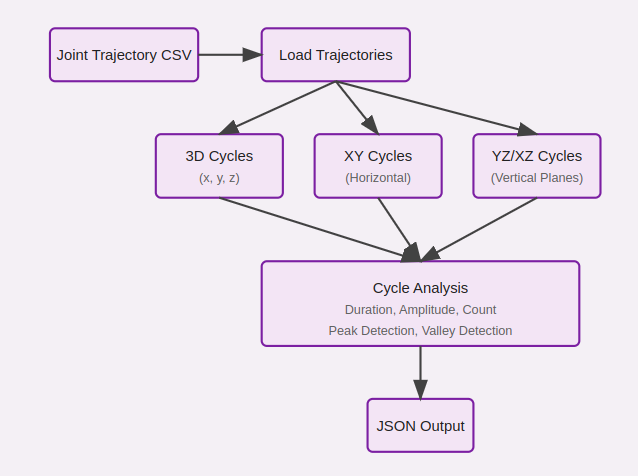 Joint Trajectory CSV
Load Trajectories
3D Cycles
(x, y, z)
XY Cycles
(Horizontal)
YZ/XZ Cycles
(Vertical Planes)
Cycle Analysis
Duration, Amplitude, Count
Peak Detection, Valley Detection
JSON Output